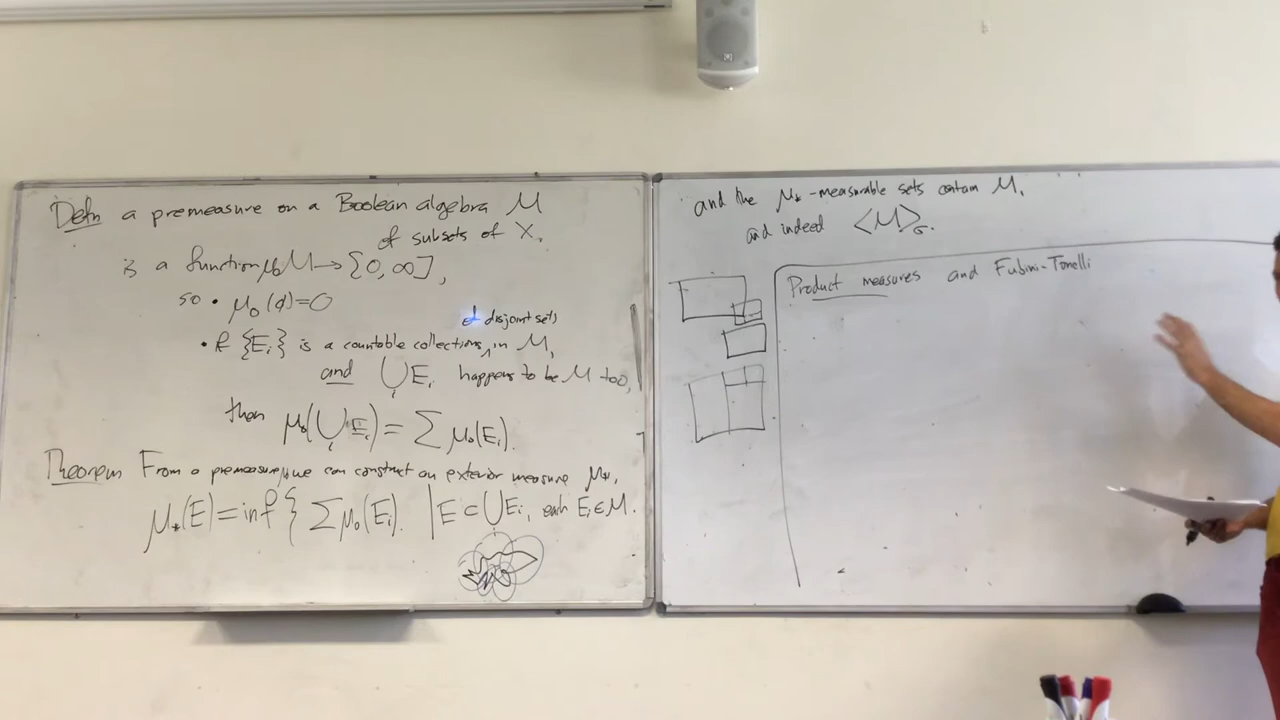 Defn a premeasure on a Boolean algebra M
of subsets of X,
is a function μ₀ M → [0, ∞],
so • μ₀(φ)=0
of disjoint sets
• if {Eᵢ} is a countable collections, in M,
and ⋃ᵢ Eᵢ happens to be M too,
then μ₀(⋃ᵢ Eᵢ) = ∑ μ₀(Eᵢ).
Theorem From a premeasure, we can construct an exterior measure μ*,
μ*(E) = inf { ∑ μ₀(Eᵢ). | E ⊂ ⋃ᵢ Eᵢ, each Eᵢ ∈ M.
and the μ* -measurable sets contain M,
and indeed ⟨M⟩σ.
Product measures and Fubini-Tonelli